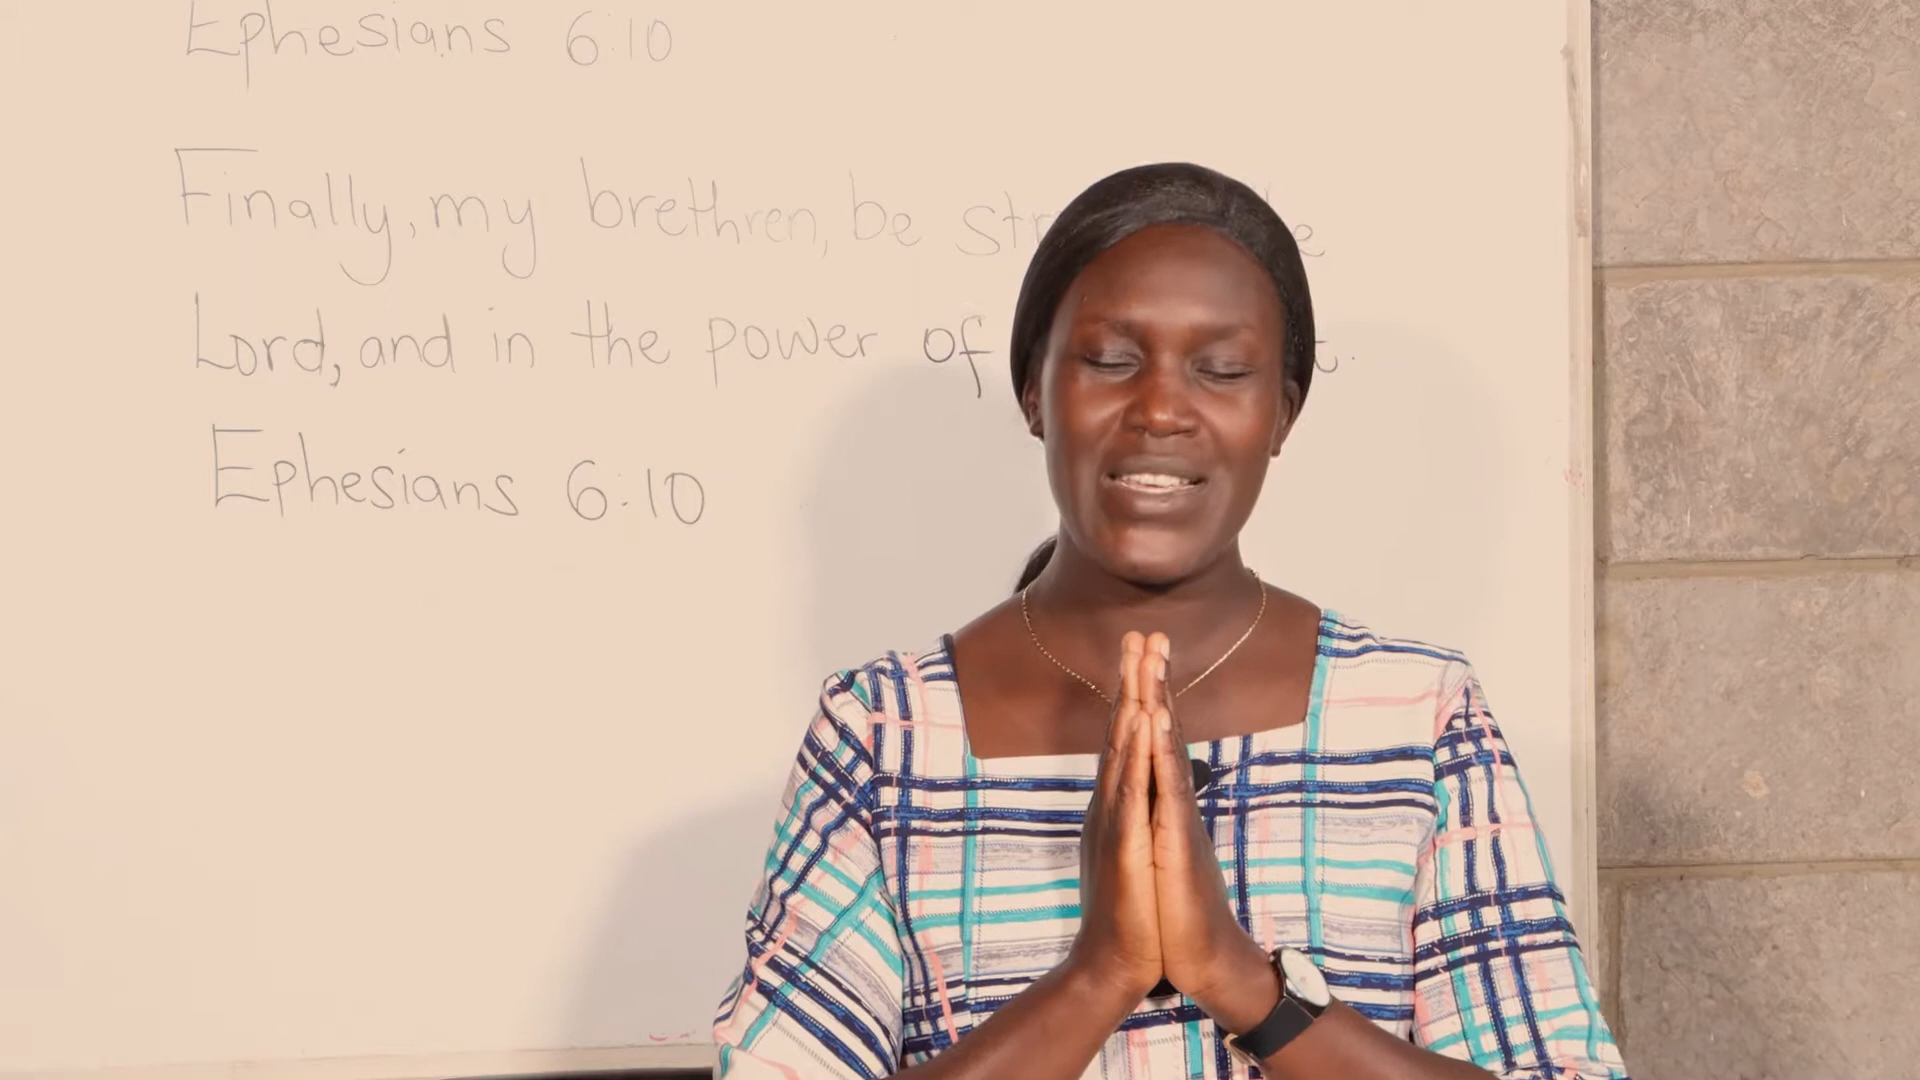 Ephesians 6:10
Finally, my brethren, be
Lord, and in the power of
Ephesians 6:10